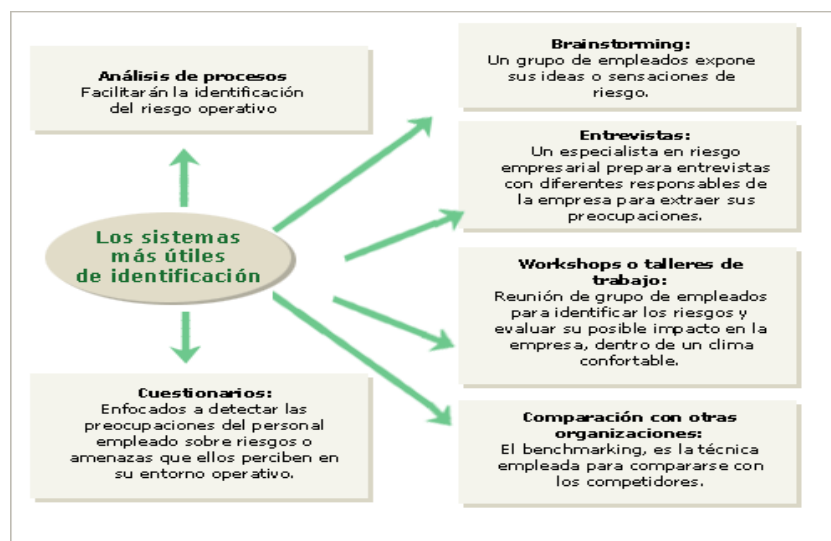 Análisis de procesos
Facilitarán la identificación
del riesgo operativo
Los sistemas
más útiles
de identificación
Cuestionarios:
Enfocados a detectar las
preocupaciones del personal
empleado sobre riesgos o
amenazas que ellos perciben en
su entorno operativo.
Brainstorming:
Un grupo de empleados expone
sus ideas o sensaciones de
riesgo.
Entrevistas:
Un especialista en riesgo
empresarial prepara entrevistas
con diferentes responsables de
la empresa para extraer sus
preocupaciones.
Workshops o talleres de
trabajo:
Reunión de grupo de empleados
para identificar los riesgos y
evaluar su posible impacto en la
empresa, dentro de un clima
confortable.
Comparación con otras
organizaciones:
El benchmarking, es la técnica
empleada para compararse con
los competidores.